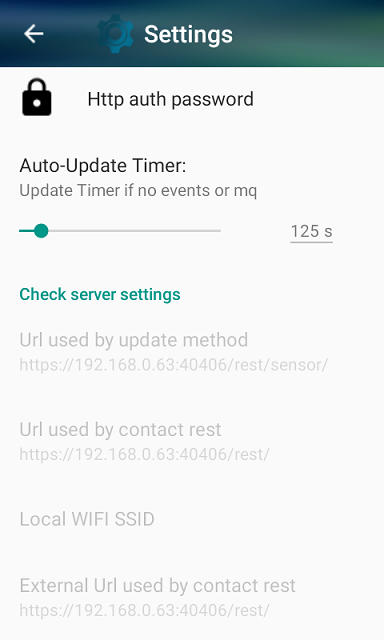 Settings
Http auth password
Auto-Update Timer:
Update Timer if no events or mq
125 s
Check server settings
Url used by update method
https://192.168.0.63:40406/rest/sensor/
Url used by contact rest
https://192.168.0.63:40406/rest/
Local WIFI SSID
External Url used by contact rest
https://192.168.0.63:40406/rest/